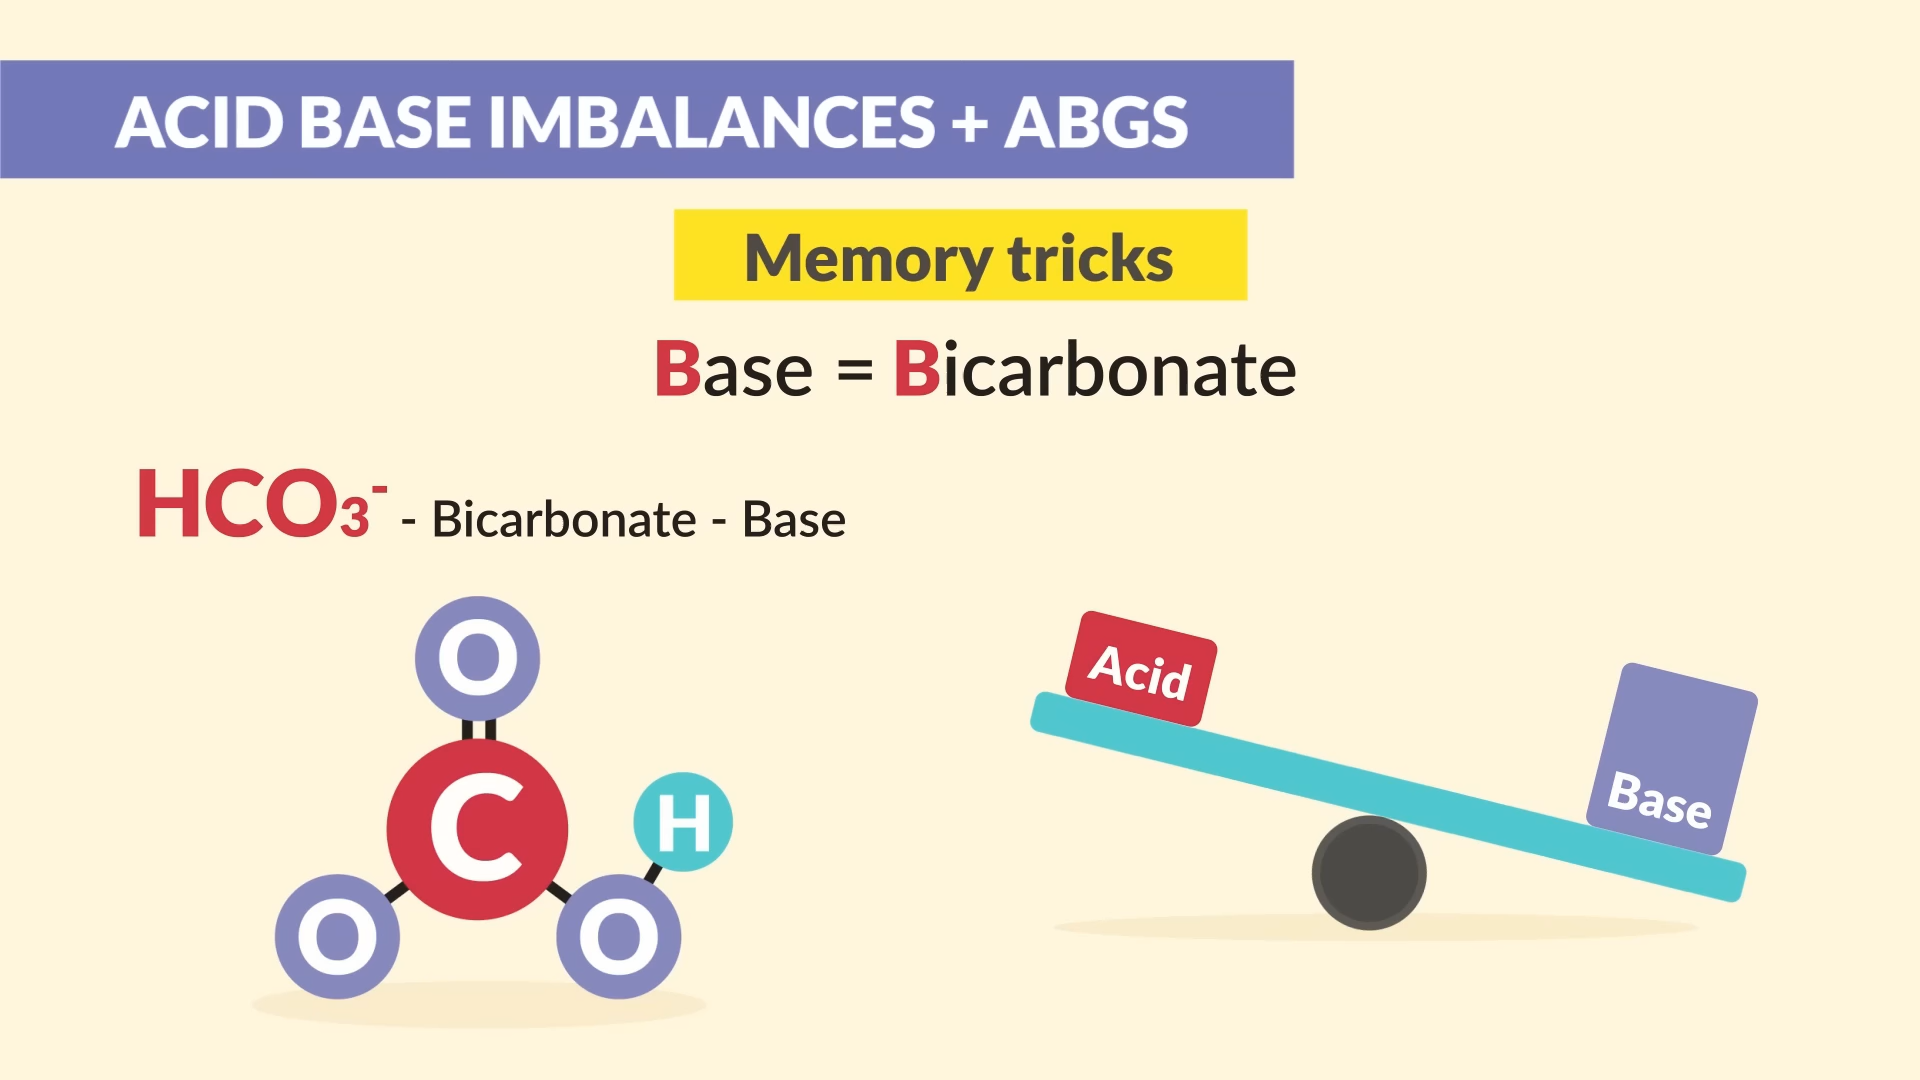 ACID BASE IMBALANCES + ABGS
Memory tricks
Base = Bicarbonate
HCO₃⁻ - Bicarbonate - Base
O
C
H
O
O
Acid
Base